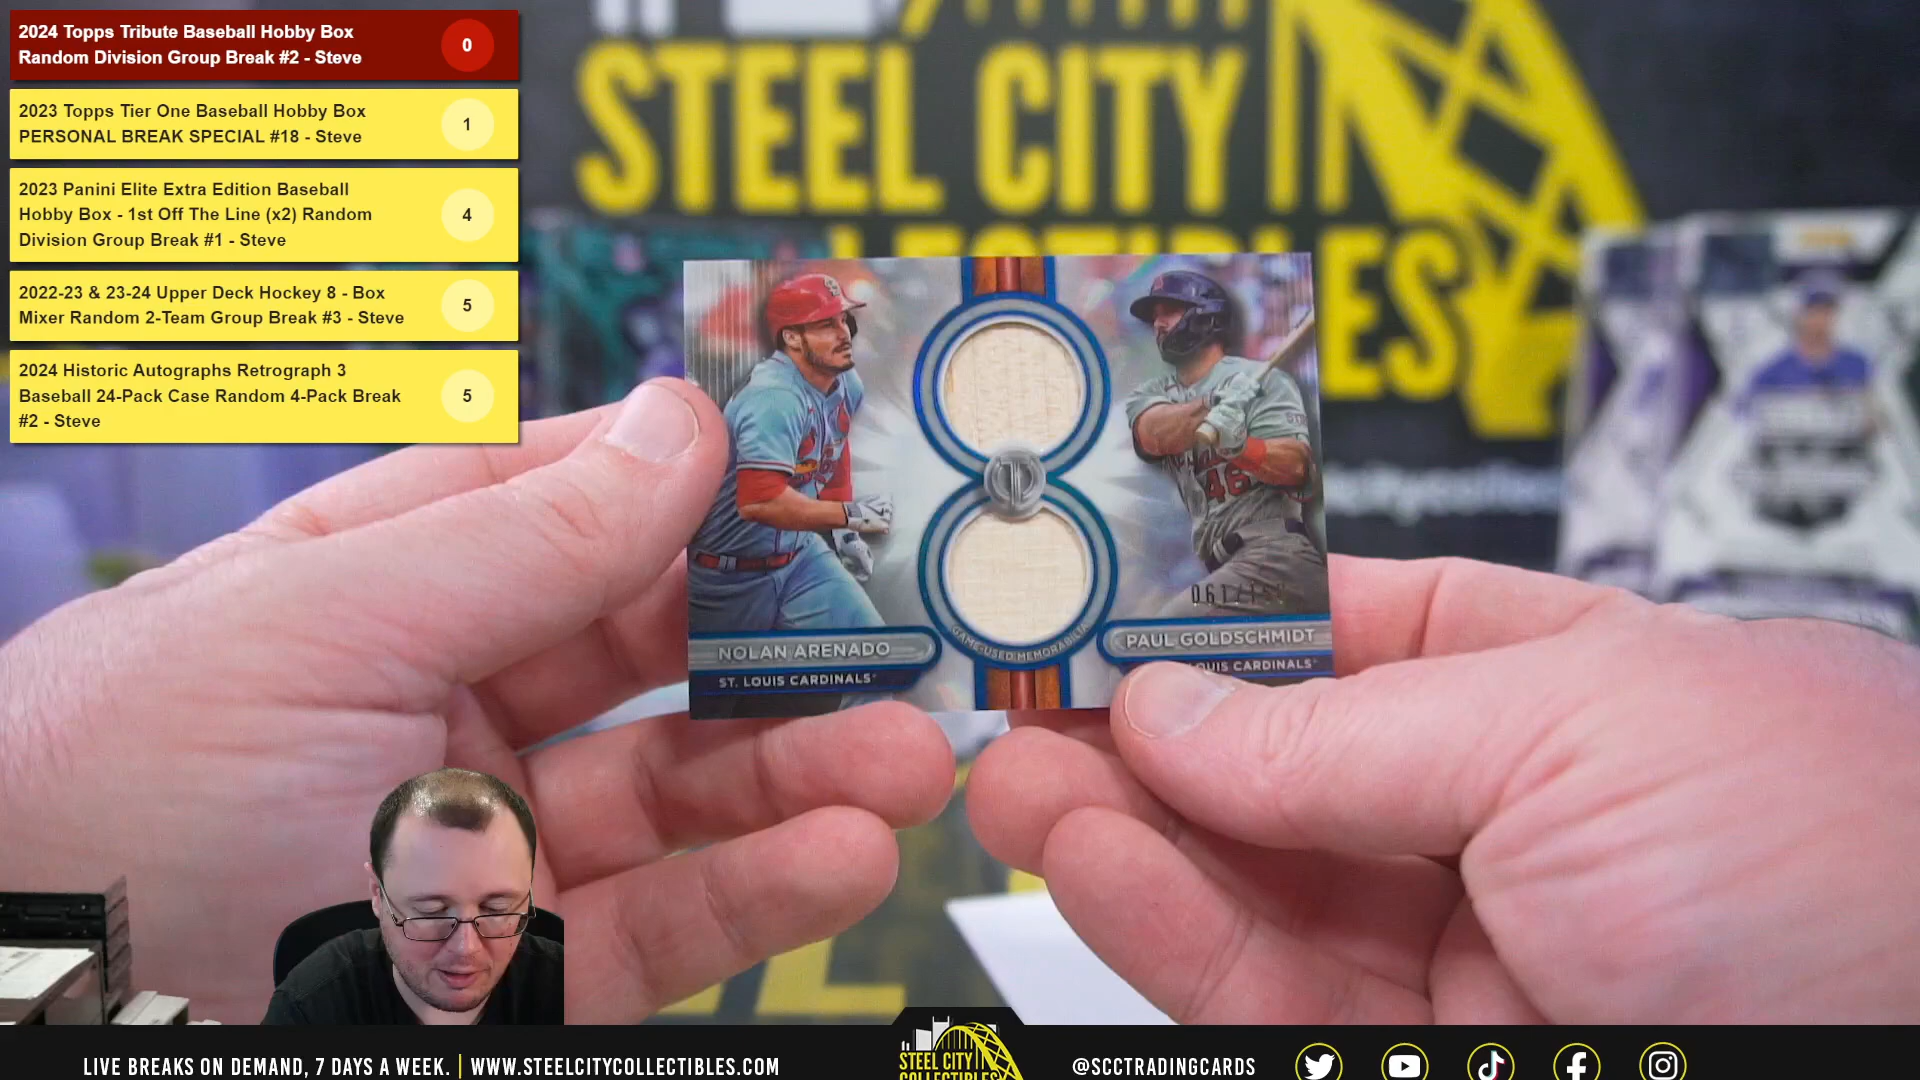 2024 Topps Tribute Baseball Hobby Box
Random Division Group Break #2 - Steve
0
2023 Topps Tier One Baseball Hobby Box
PERSONAL BREAK SPECIAL #18 - Steve
1
2023 Panini Elite Extra Edition Baseball
Hobby Box - 1st Off The Line (x2) Random
Division Group Break #1 - Steve
4
2022-23 & 23-24 Upper Deck Hockey 8 - Box
Mixer Random 2-Team Group Break #3 - Steve
5
2024 Historic Autographs Retrograph 3
Baseball 24-Pack Case Random 4-Pack Break
#2 - Steve
5
STEEL CITY
46
GAME-USED MEMORABILIA
NOLAN ARENADO
ST. LOUIS CARDINALS
PAUL GOLDSCHMIDT
LOUIS CARDINALS
LIVE BREAKS ON DEMAND, 7 DAYS A WEEK. | WWW.STEELCITYCOLLECTIBLES.COM
STEEL CITY
COLLECTIBLES
@SCCTRADINGCARDS